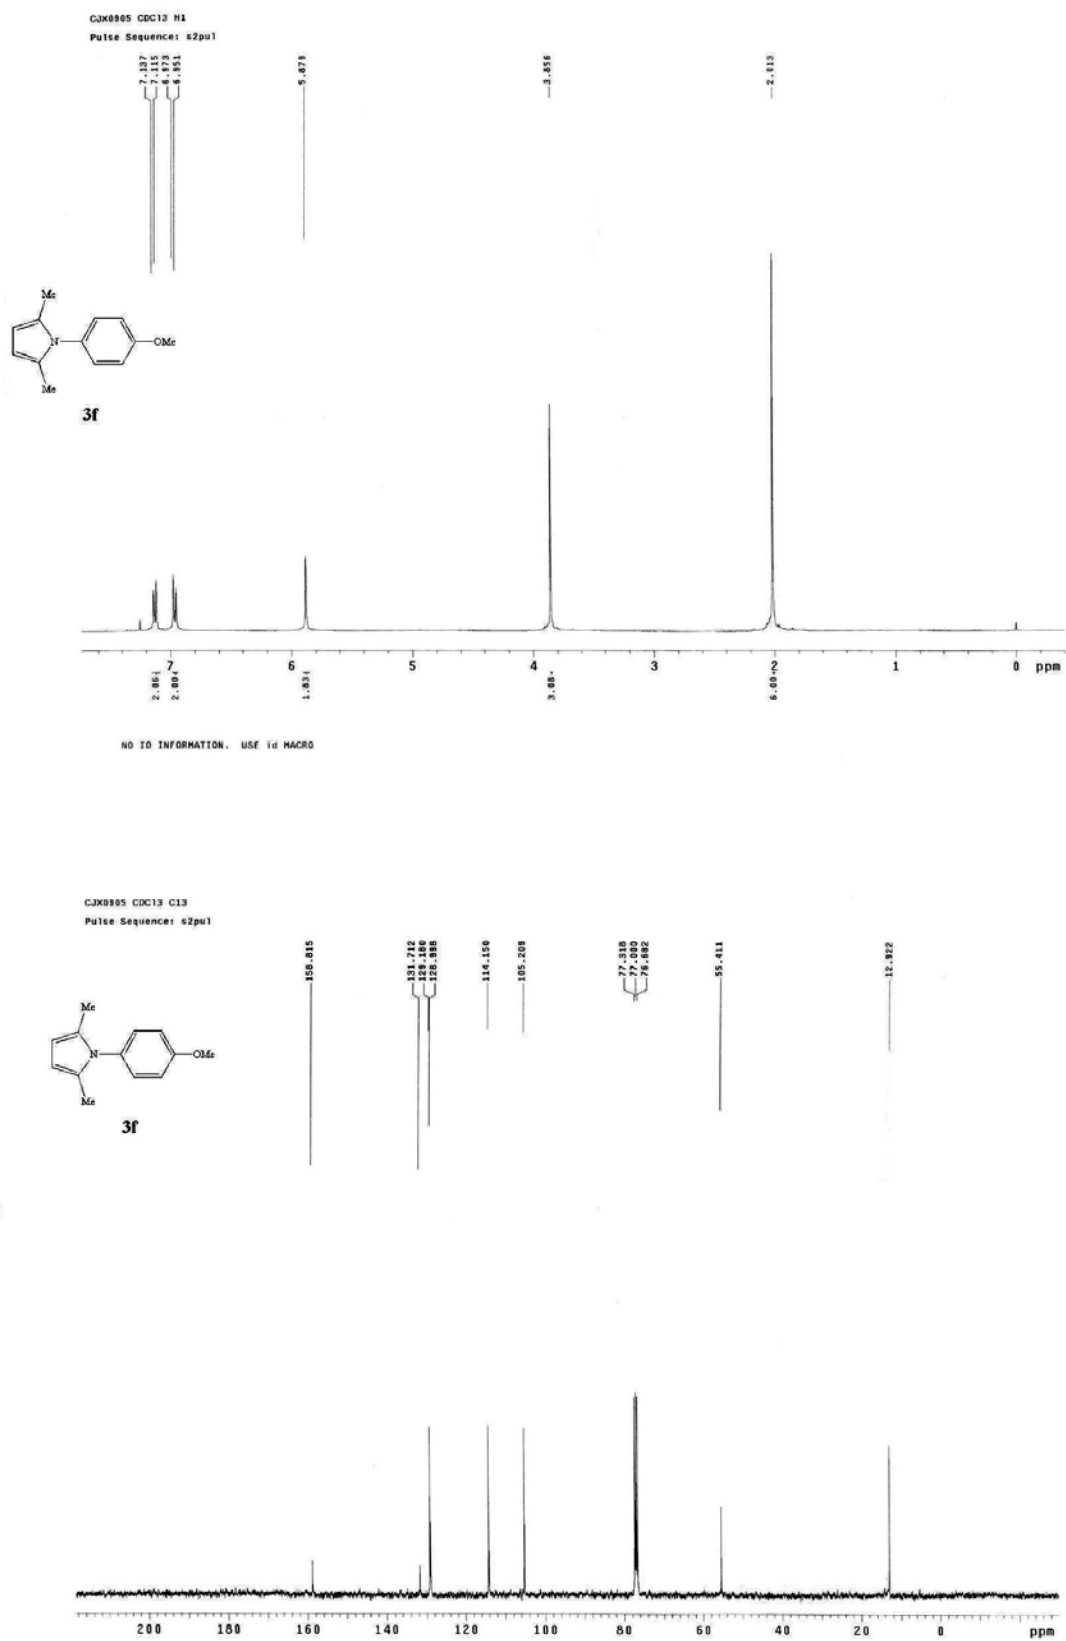 CJX0905 CDCl3 H1
Pulse Sequence: s2pul
7.137
7.115
6.973
6.951
5.879
3.856
2.013
Me
N
OMe
Me
3f
7 6 5 4 3 2 1 0 ppm
2.06
2.00
1.83
3.08
6.00
NO ID INFORMATION. USE id MACRO
CJX0905 CDCl3 C13
Pulse Sequence: s2pul
158.815
131.712
129.180
128.998
114.150
105.209
77.318
77.000
76.682
55.411
12.922
Me
N
OMe
Me
3f
200 180 160 140 120 100 80 60 40 20 0 ppm